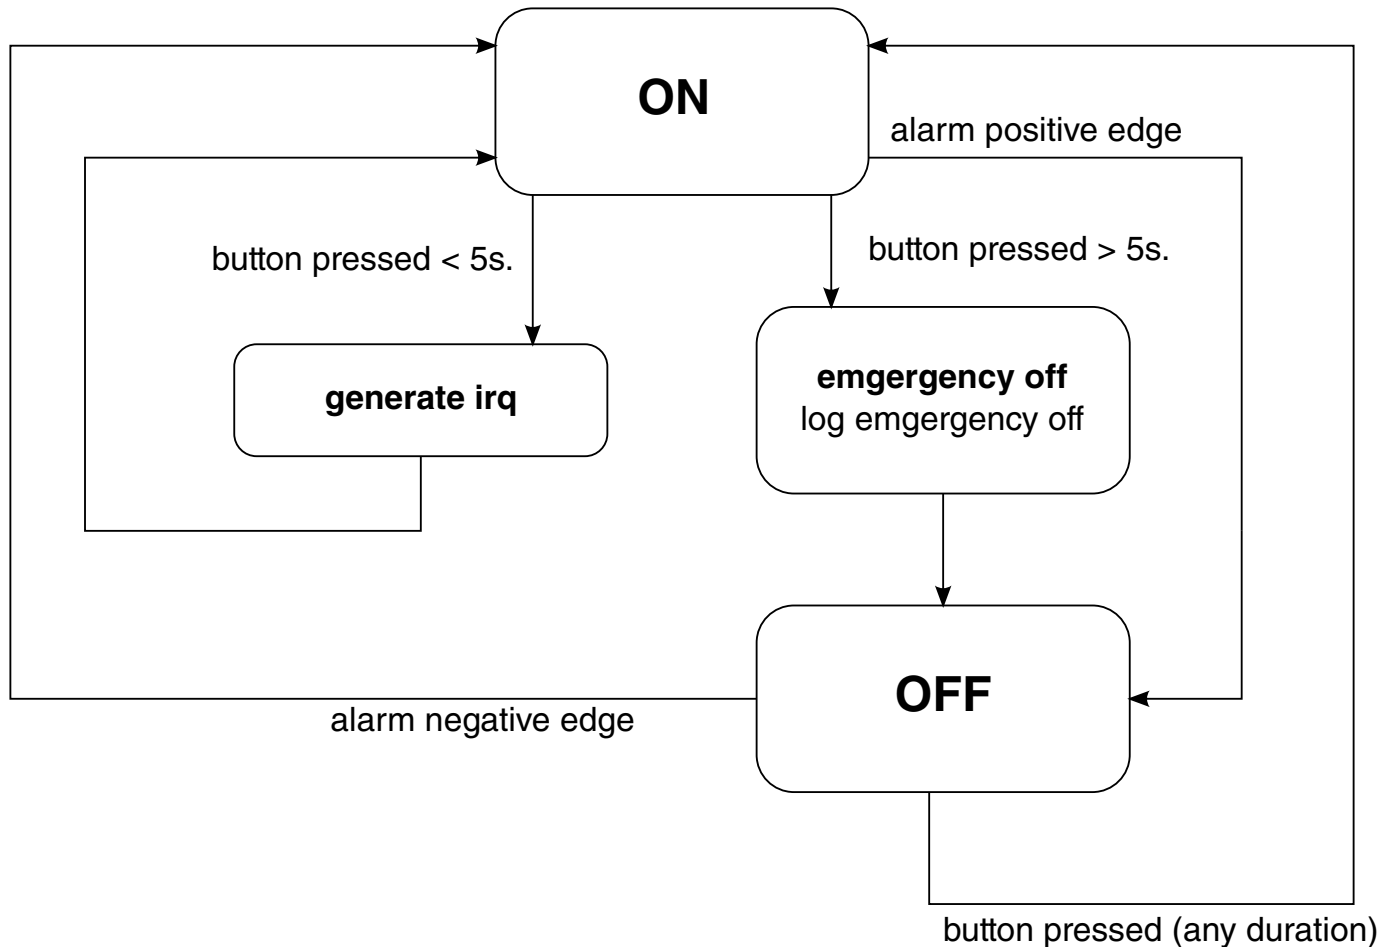 ON
alarm positive edge
button pressed < 5s.
button pressed > 5s.
generate irq
emgergency off
log emgergency off
OFF
alarm negative edge
button pressed (any duration)